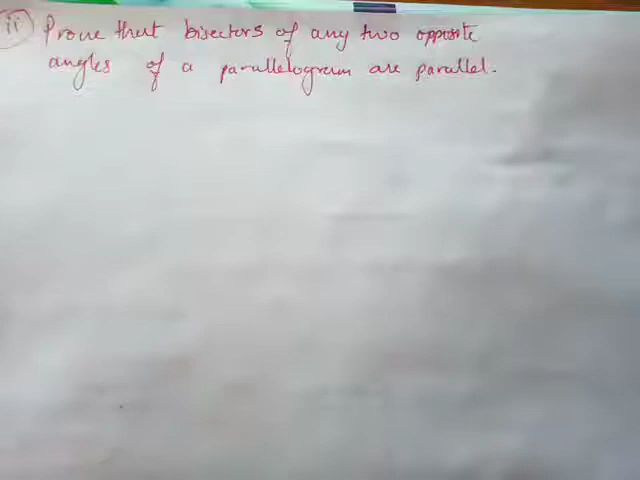 ii Prove that bisectors of any two opposite
angles of a parallelogram are parallel.